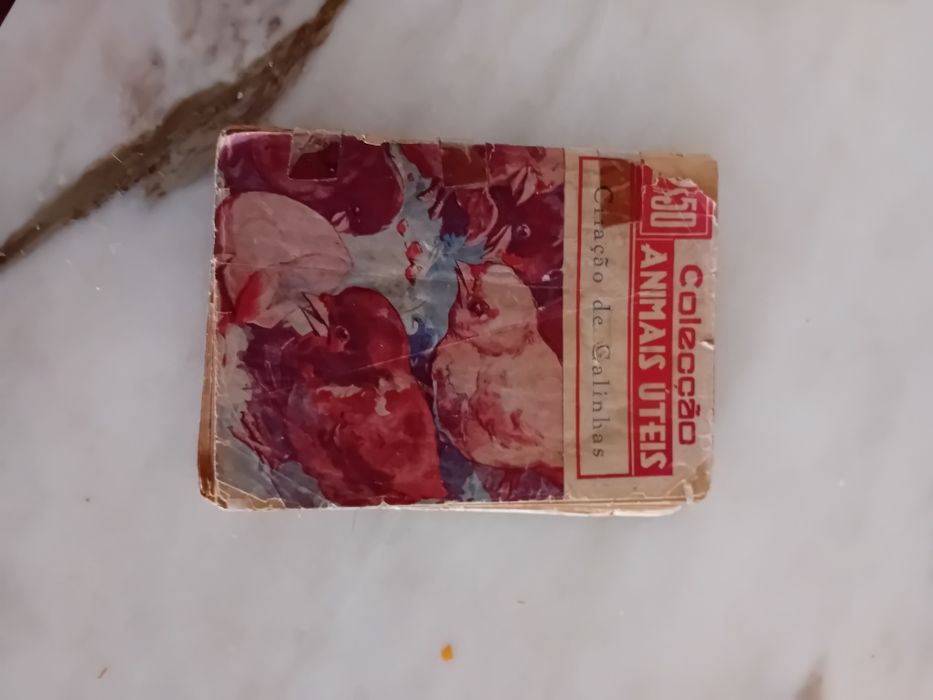 Colecção
ANIMAIS ÚTEIS
$50
Criação de Galinhas